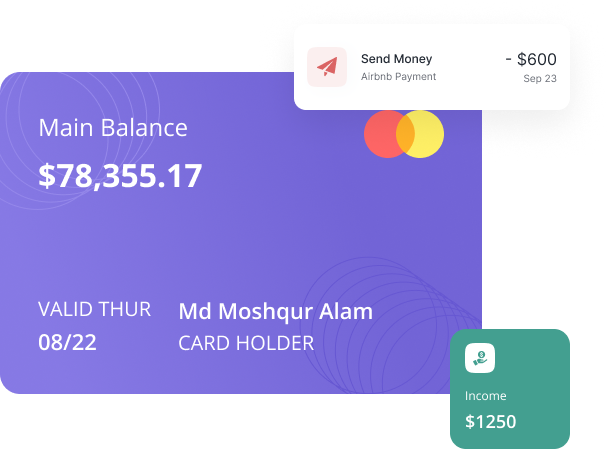 Send Money
- $600
Airbnb Payment
Sep 23
Main Balance
$78,355.17
VALID THUR
Md Moshqur Alam
08/22
CARD HOLDER
Income
$1250